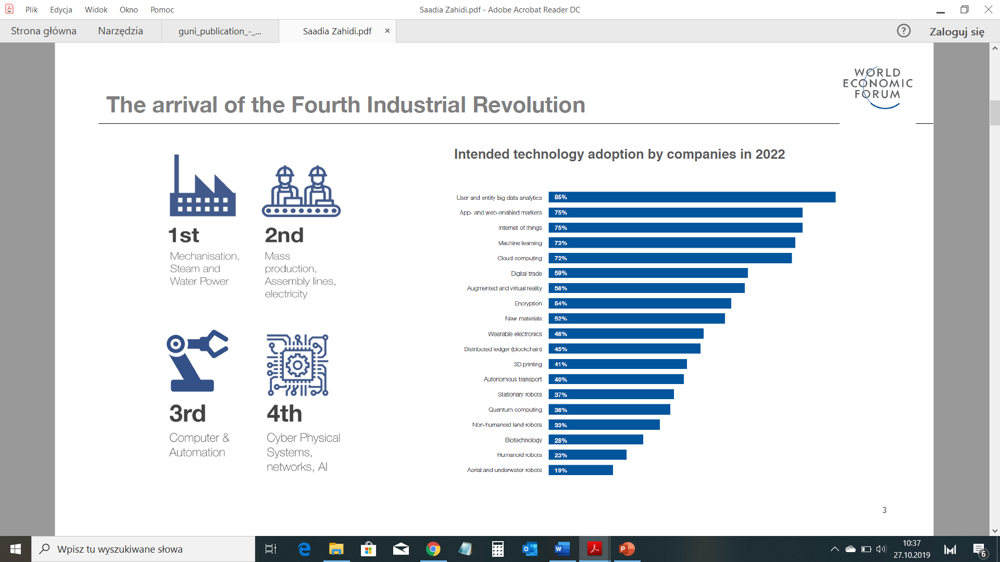 Plik Edycja Widok Okno Pomoc
Saadia Zahidi.pdf - Adobe Acrobat Reader DC
Strona główna Narzędzia guni_publication_-_... Saadia Zahidi.pdf × ? Zaloguj się
WORLD
ECONOMIC
FORUM
The arrival of the Fourth Industrial Revolution
1st
Mechanisation,
Steam and
Water Power
2nd
Mass
production,
Assembly lines,
electricity
3rd
Computer &
Automation
4th
Cyber Physical
Systems,
networks, AI
Intended technology adoption by companies in 2022
User and entity big data analytics 85%
App- and web-enabled markets 75%
Internet of things 75%
Machine learning 73%
Cloud computing 72%
Digital trade 59%
Augmented and virtual reality 58%
Encryption 54%
New materials 52%
Wearable electronics 46%
Distributed ledger (blockchain) 45%
3D printing 41%
Autonomous transport 40%
Stationary robots 37%
Quantum computing 36%
Non-humanoid land robots 33%
Biotechnology 28%
Humanoid robots 23%
Aerial and underwater robots 19%
3
Wpisz tu wyszukiwane słowa
10:37
27.10.2019
6